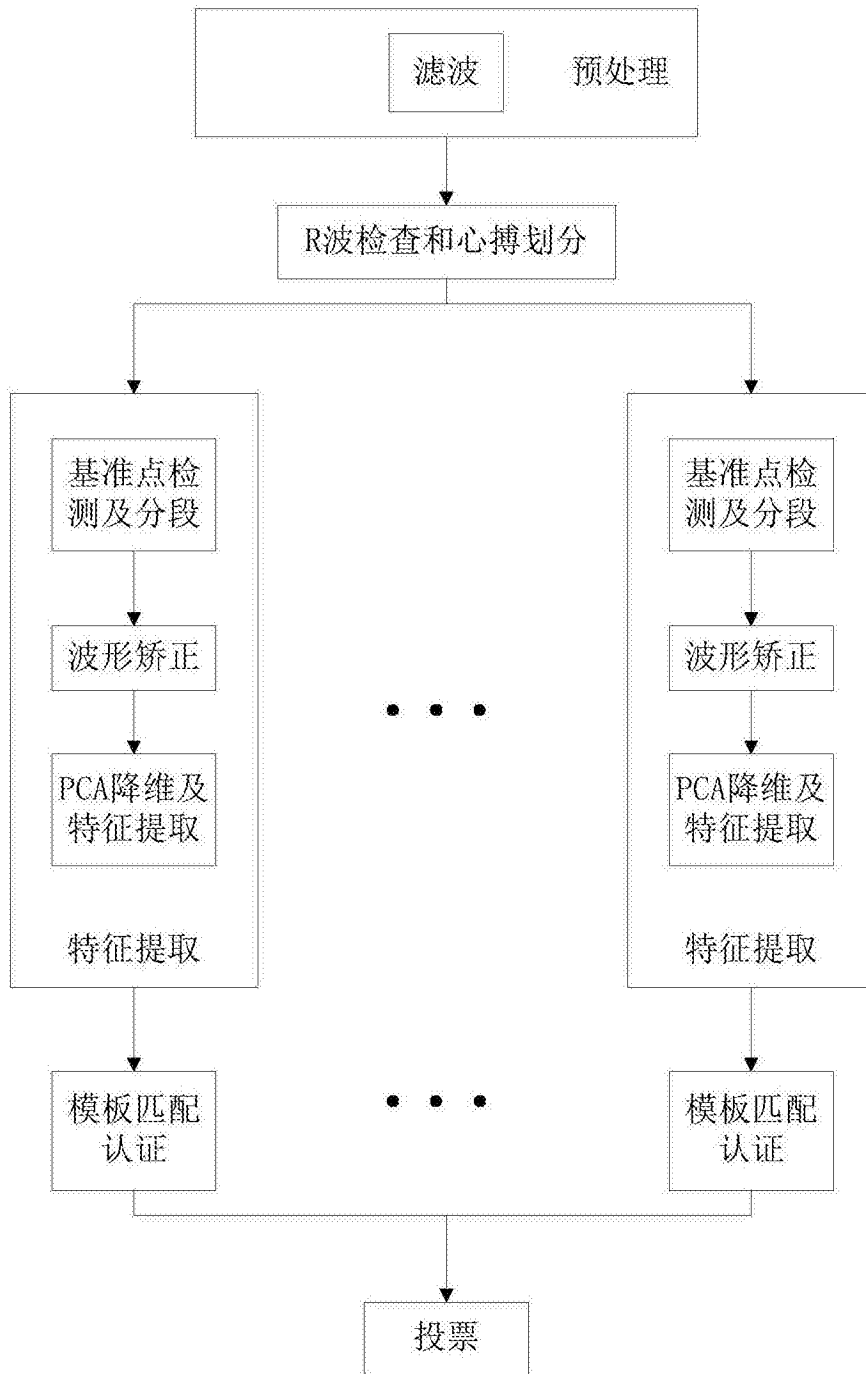 滤波
预处理
R波检查和心搏划分
基准点检
测及分段
波形矫正
PCA降维及
特征提取
特征提取
模板匹配
认证
基准点检
测及分段
波形矫正
PCA降维及
特征提取
特征提取
模板匹配
认证
投票